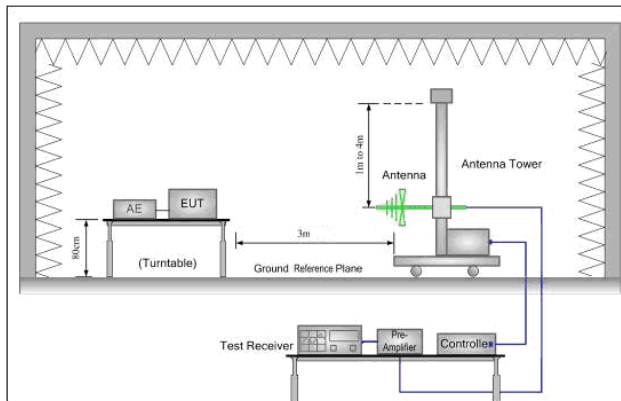 1m to 4m
Antenna
Antenna Tower
AE
EUT
80cm
(Turntable)
3m
Ground Reference Plane
Test Receiver
Pre-
Amplifier
Controller